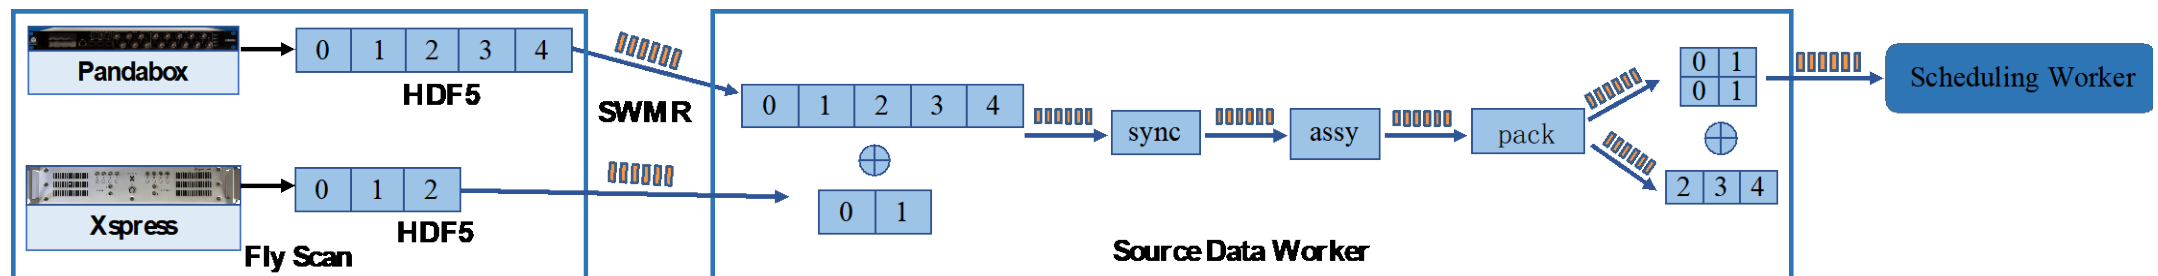 Pandabox
0 1 2 3 4
HDF5
Xspress
0 1 2
HDF5
Fly Scan
SWMR
0 1 2 3 4
0 1
sync
assy
pack
0 1
0 1
2 3 4
Source Data Worker
Scheduling Worker